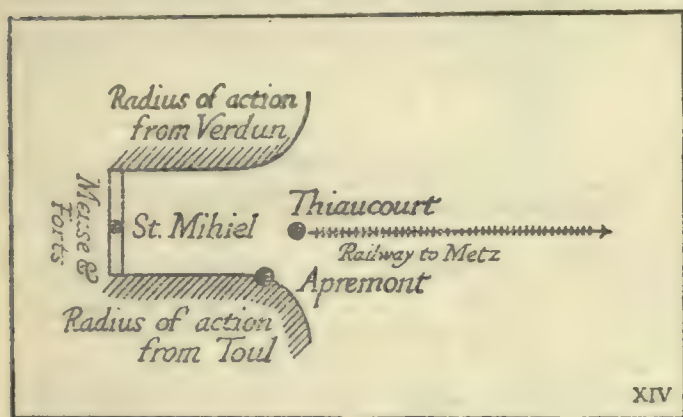 Radius of action
from Verdun
Meuse &
Forts
St. Mihiel
Thiaucourt
Railway to Metz
Apremont
Radius of action
from Toul
XIV